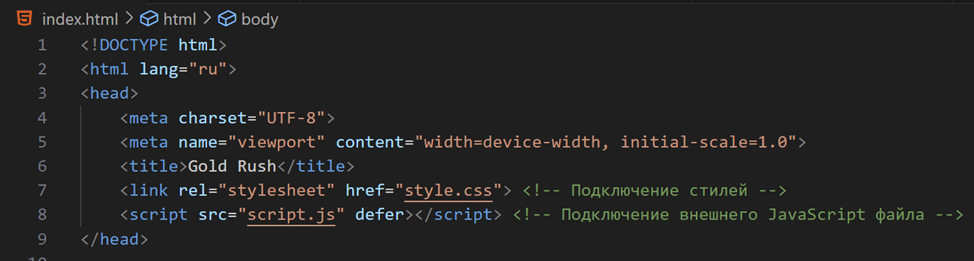 index.html > html > body
1 <!DOCTYPE html>
2 <html lang="ru">
3 <head>
4 <meta charset="UTF-8">
5 <meta name="viewport" content="width=device-width, initial-scale=1.0">
6 <title>Gold Rush</title>
7 <link rel="stylesheet" href="style.css"> <!-- Подключение стилей -->
8 <script src="script.js" defer></script> <!-- Подключение внешнего JavaScript файла -->
9 </head>
10